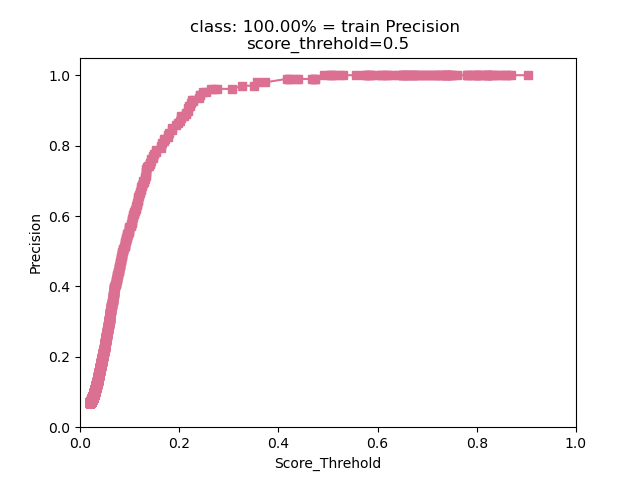 class: 100.00% = train Precision
score_threhold=0.5
1.0
0.8
0.6
0.4
0.2
0.0
Precision
0.0 0.2 0.4 0.6 0.8 1.0
Score_Threhold